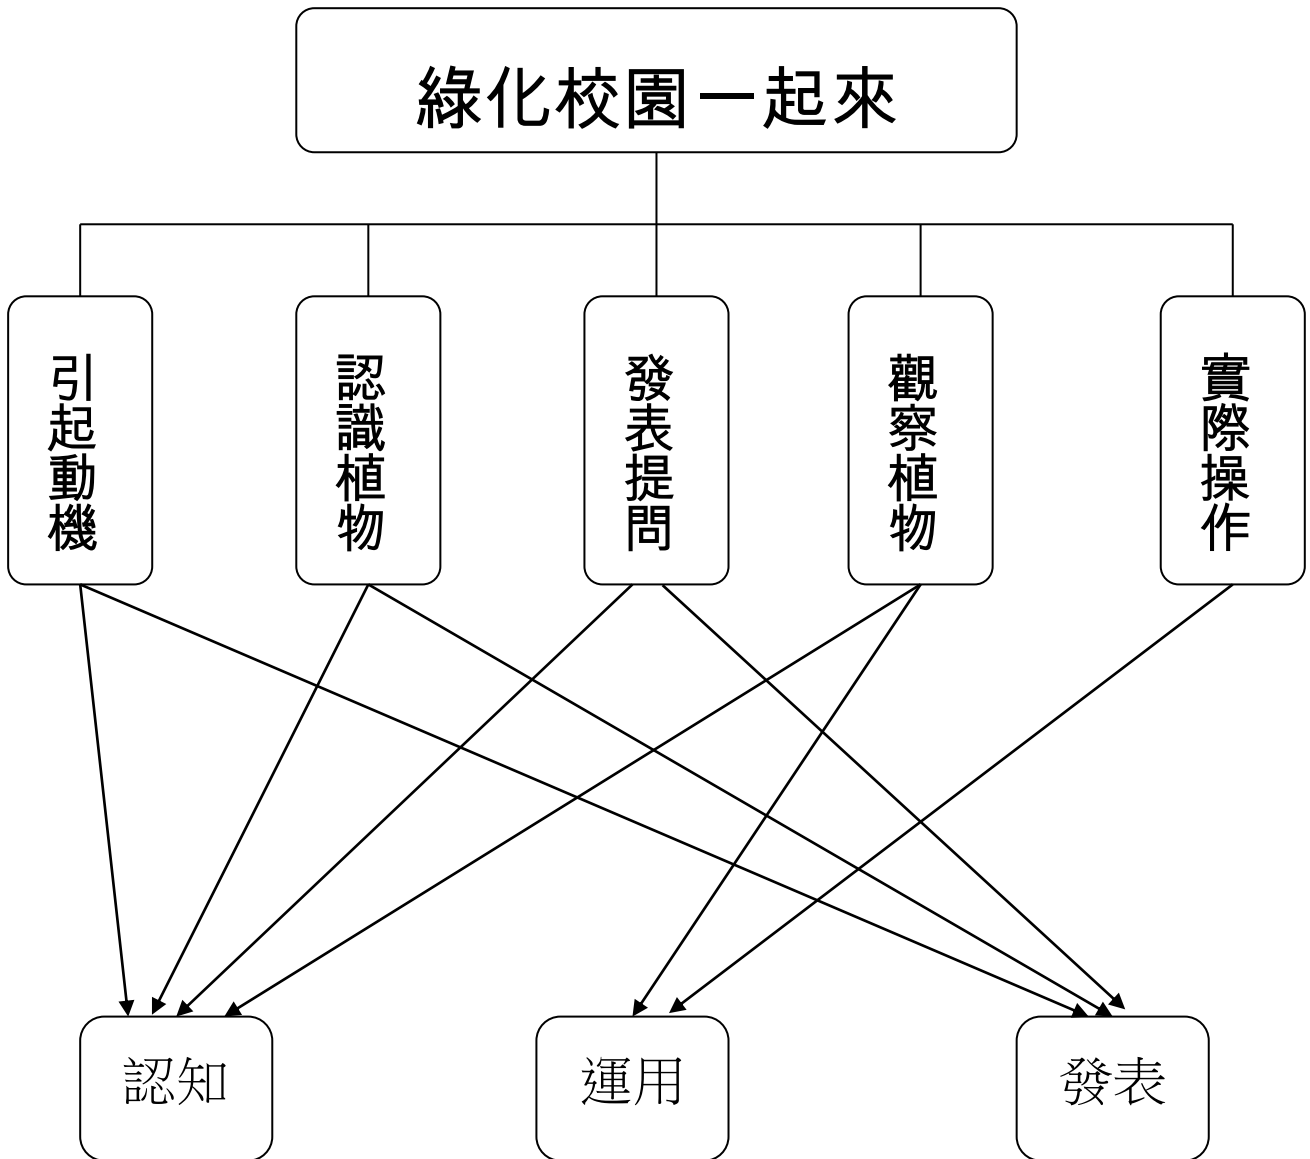 綠化校園一起來
引起動機
認識植物
發表提問
觀察植物
實際操作
認知
運用
發表